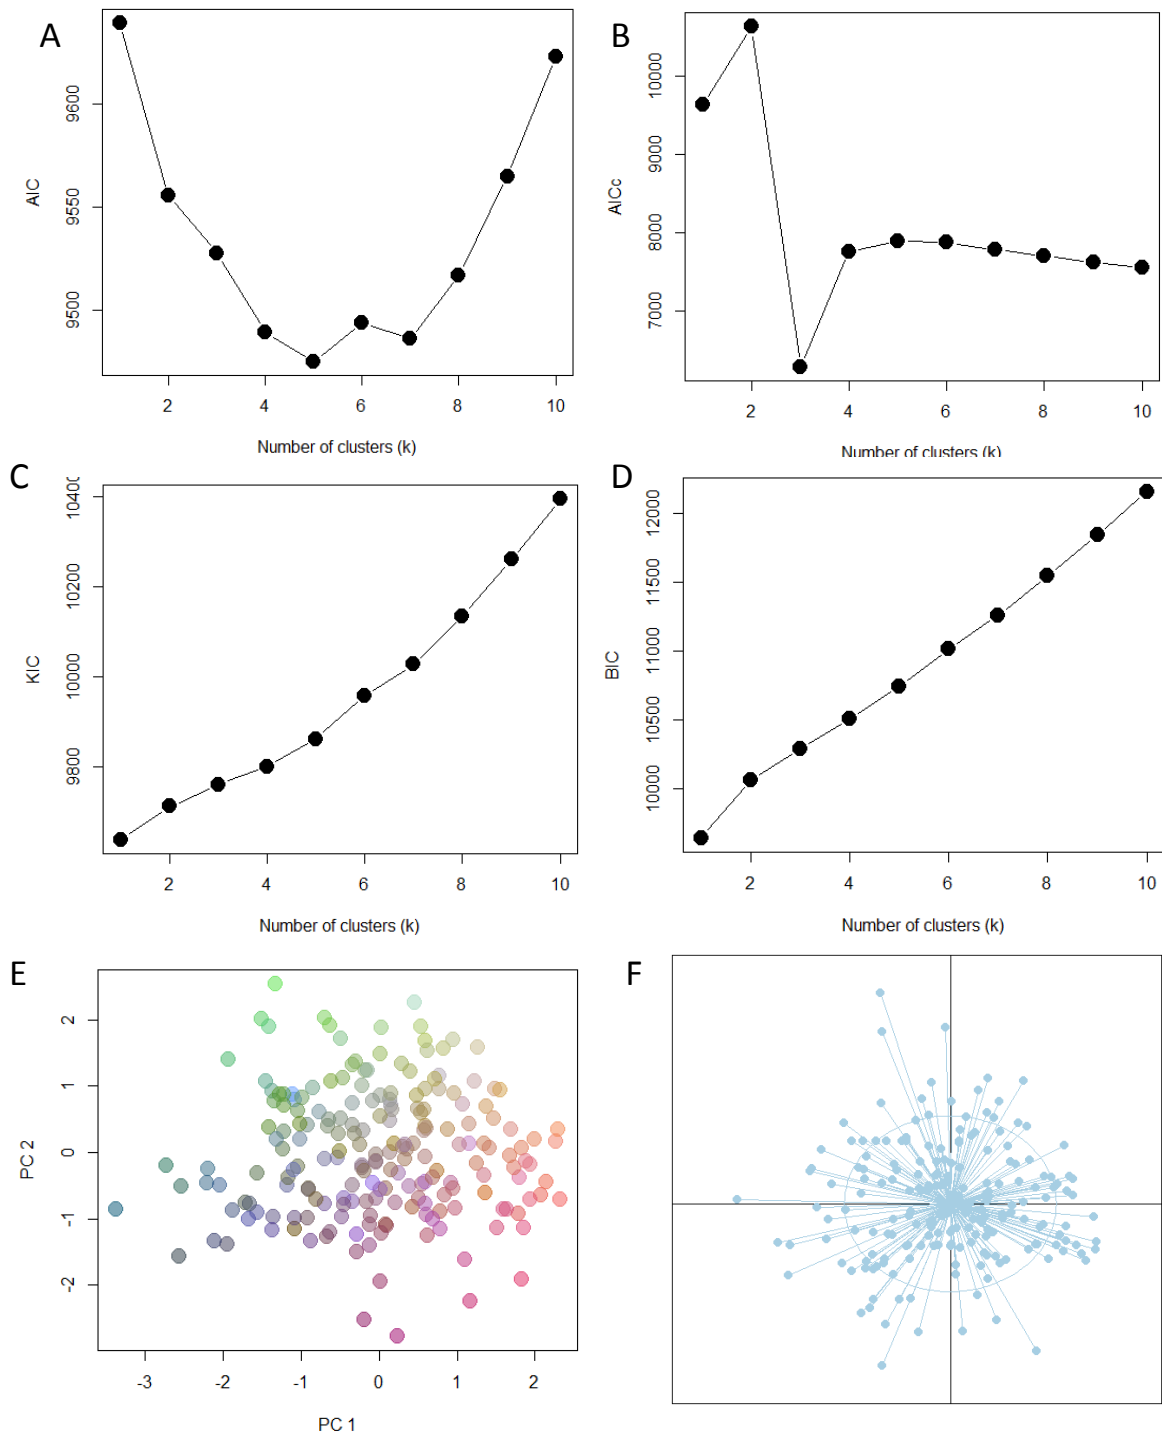 A
AIC
9500
9550
9600
2 4 6 8 10
Number of clusters (k)
B
AICc
7000
8000
9000
10000
2 4 6 8 10
Number of clusters (k)
C
KIC
9800
10000
10200
10400
2 4 6 8 10
Number of clusters (k)
D
BIC
10000
10500
11000
11500
12000
2 4 6 8 10
Number of clusters (k)
E
PC 2
2
1
0
-1
-2
-3 -2 -1 0 1 2
PC 1
F